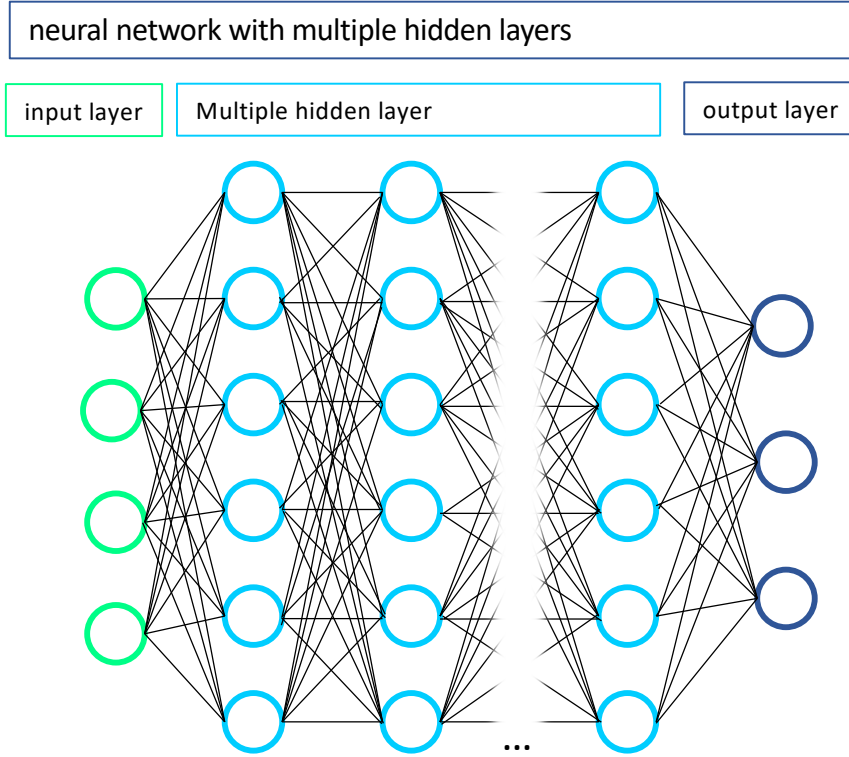 neural network with multiple hidden layers
input layer
Multiple hidden layer
output layer
...